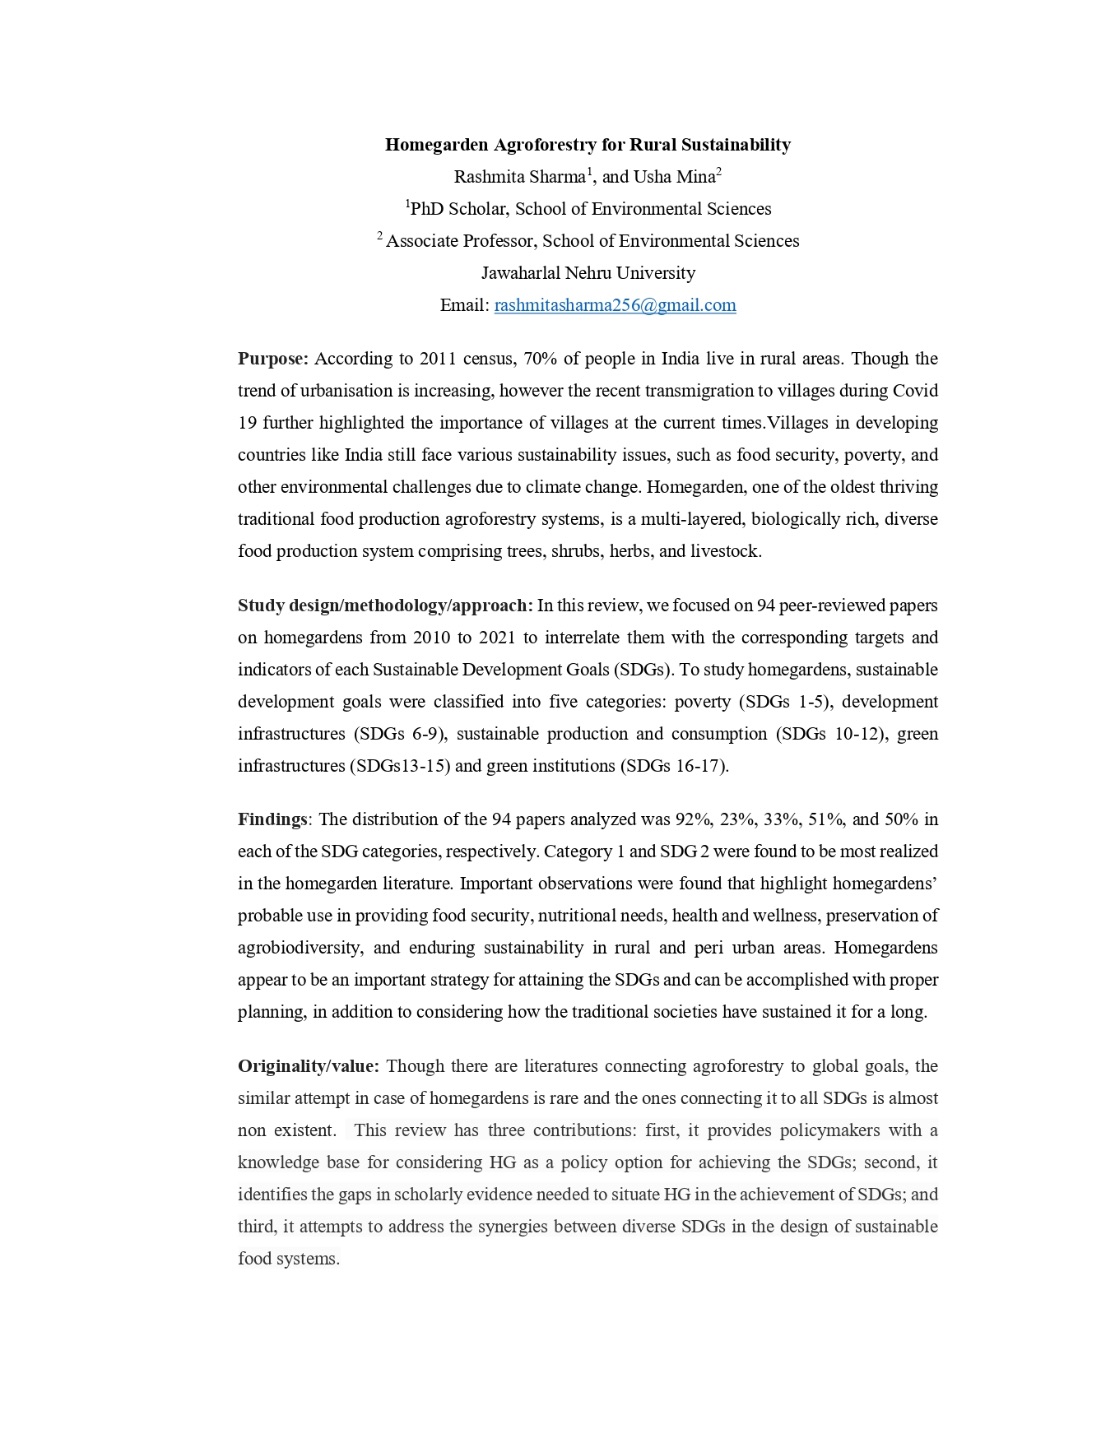 Homegarden Agroforestry for Rural Sustainability
Rashmita Sharma1, and Usha Mina2
1PhD Scholar, School of Environmental Sciences
2 Associate Professor, School of Environmental Sciences
Jawaharlal Nehru University
Email: rashmitasharma256@gmail.com
Purpose: According to 2011 census, 70% of people in India live in rural areas. Though the
trend of urbanisation is increasing, however the recent transmigration to villages during Covid
19 further highlighted the importance of villages at the current times.Villages in developing
countries like India still face various sustainability issues, such as food security, poverty, and
other environmental challenges due to climate change. Homegarden, one of the oldest thriving
traditional food production agroforestry systems, is a multi-layered, biologically rich, diverse
food production system comprising trees, shrubs, herbs, and livestock.
Study design/methodology/approach: In this review, we focused on 94 peer-reviewed papers
on homegardens from 2010 to 2021 to interrelate them with the corresponding targets and
indicators of each Sustainable Development Goals (SDGs). To study homegardens, sustainable
development goals were classified into five categories: poverty (SDGs 1-5), development
infrastructures (SDGs 6-9), sustainable production and consumption (SDGs 10-12), green
infrastructures (SDGs13-15) and green institutions (SDGs 16-17).
Findings: The distribution of the 94 papers analyzed was 92%, 23%, 33%, 51%, and 50% in
each of the SDG categories, respectively. Category 1 and SDG 2 were found to be most realized
in the homegarden literature. Important observations were found that highlight homegardens’
probable use in providing food security, nutritional needs, health and wellness, preservation of
agrobiodiversity, and enduring sustainability in rural and peri urban areas. Homegardens
appear to be an important strategy for attaining the SDGs and can be accomplished with proper
planning, in addition to considering how the traditional societies have sustained it for a long.
Originality/value: Though there are literatures connecting agroforestry to global goals, the
similar attempt in case of homegardens is rare and the ones connecting it to all SDGs is almost
non existent.  This review has three contributions: first, it provides policymakers with a
knowledge base for considering HG as a policy option for achieving the SDGs; second, it
identifies the gaps in scholarly evidence needed to situate HG in the achievement of SDGs; and
third, it attempts to address the synergies between diverse SDGs in the design of sustainable
food systems.